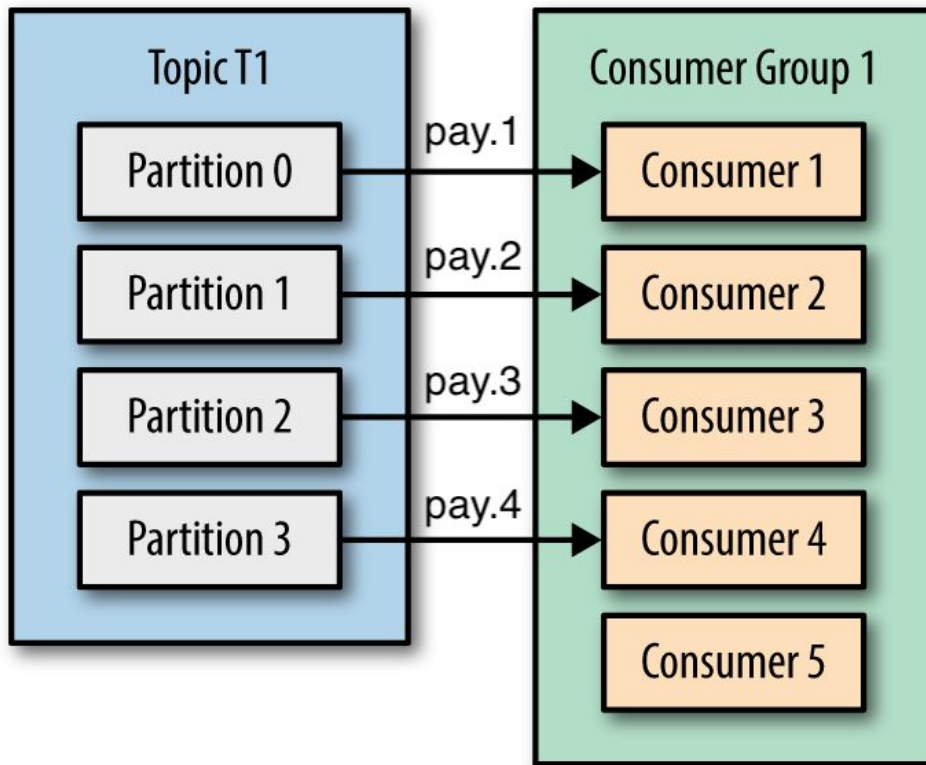 Topic T1
Consumer Group 1
Partition 0
pay.1
Consumer 1
Partition 1
pay.2
Consumer 2
Partition 2
pay.3
Consumer 3
Partition 3
pay.4
Consumer 4
Consumer 5